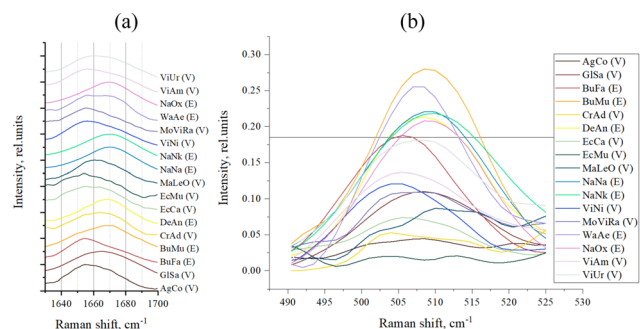 (a)
(b)
Intensity, rel.units
ViUr (V)
ViAm (V)
NaOx (E)
WaAe (E)
MoViRa (V)
ViNi (V)
NaNk (E)
NaNa (E)
MaLeO (V)
EcMu (V)
EcCa (V)
DeAn (E)
CrAd (V)
BuMu (E)
BuFa (E)
GlSa (V)
AgCo (V)
1640 1660 1680 1700
Raman shift, cm-1
Intensity, rel.units
0.30
0.25
0.20
0.15
0.10
0.05
0.00
490 495 500 505 510 515 520 525 530
Raman shift, cm-1
AgCo (V)
GlSa (V)
BuFa (E)
BuMu (E)
CrAd (V)
DeAn (E)
EcCa (V)
EcMu (V)
MaLeO (V)
NaNa (E)
NaNk (E)
ViNi (V)
MoViRa (V)
WaAe (E)
NaOx (E)
ViAm (V)
ViUr (V)